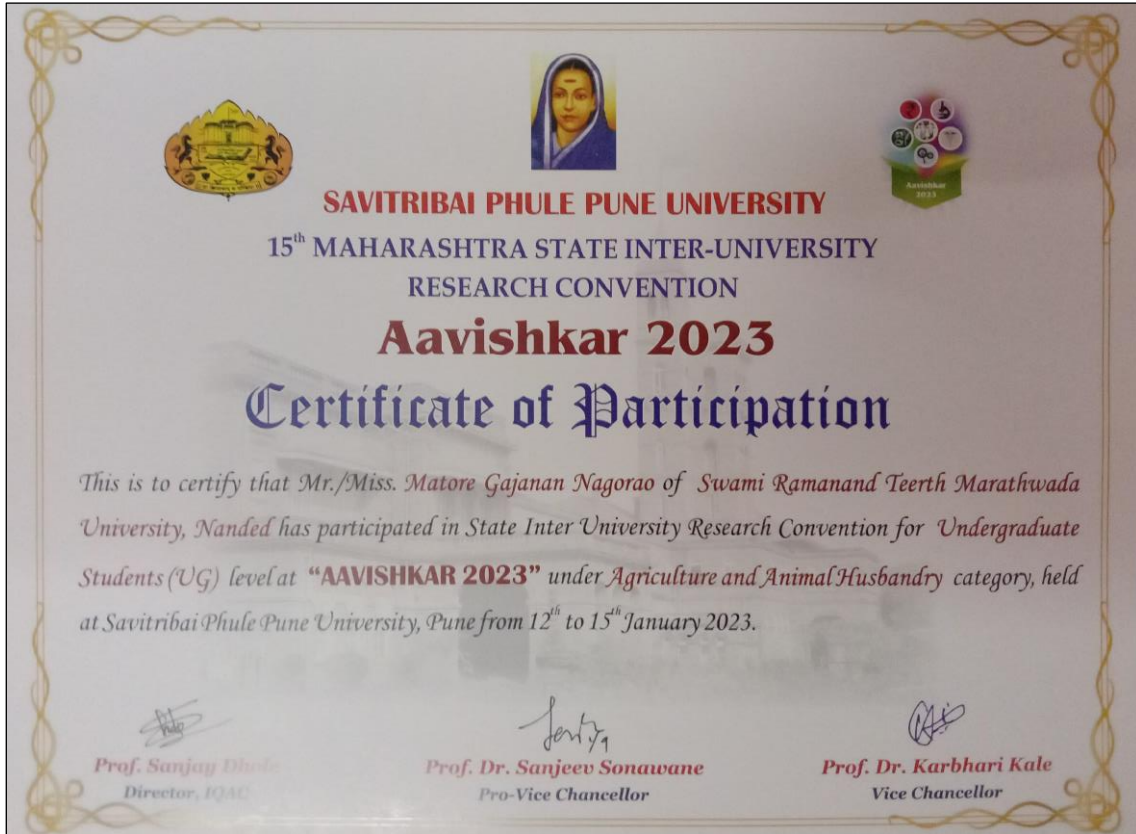 Aavishkar
2023
SAVITRIBAI PHULE PUNE UNIVERSITY
15th MAHARASHTRA STATE INTER-UNIVERSITY
RESEARCH CONVENTION
Aavishkar 2023
Certificate of Participation
This is to certify that Mr./Miss. Matore Gajanan Nagorao of Swami Ramanand Teerth Marathwada
University, Nanded has participated in State Inter University Research Convention for Undergraduate
Students (UG) level at "AAVISHKAR 2023" under Agriculture and Animal Husbandry category, held
at Savitribai Phule Pune University, Pune from 12th to 15th January 2023.
Prof. Sanjay Dhole
Director, IQAC
Prof. Dr. Sanjeev Sonawane
Pro-Vice Chancellor
Prof. Dr. Karbhari Kale
Vice Chancellor